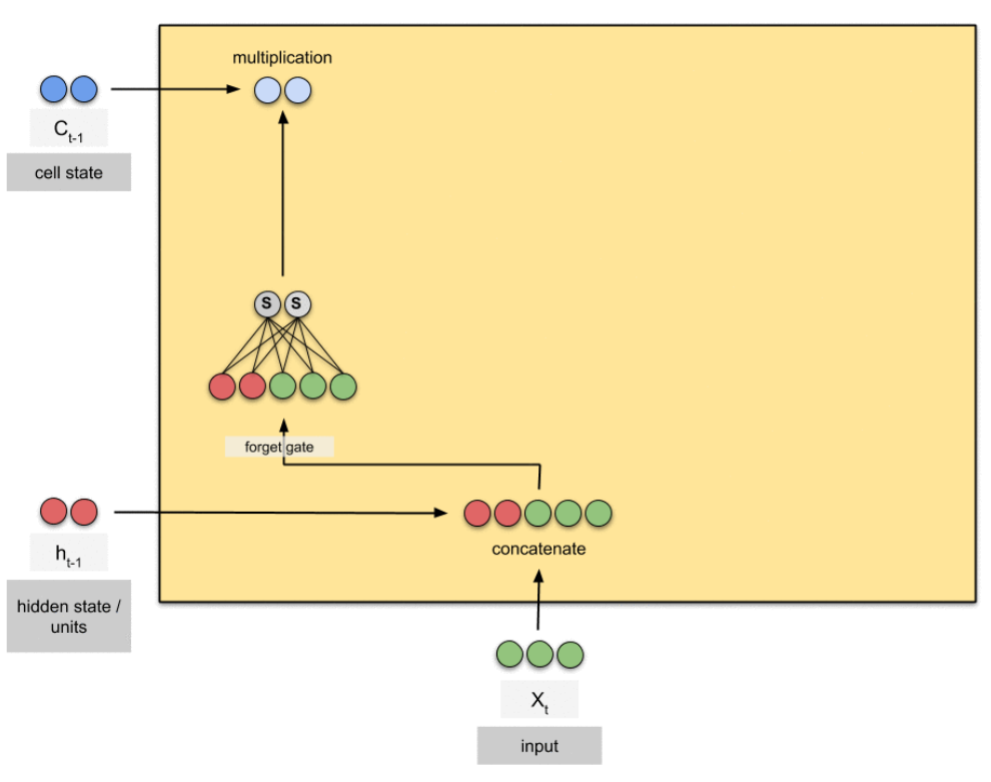 multiplication
C t-1
cell state
S S
forget gate
h t-1
concatenate
hidden state /
units
X t
input